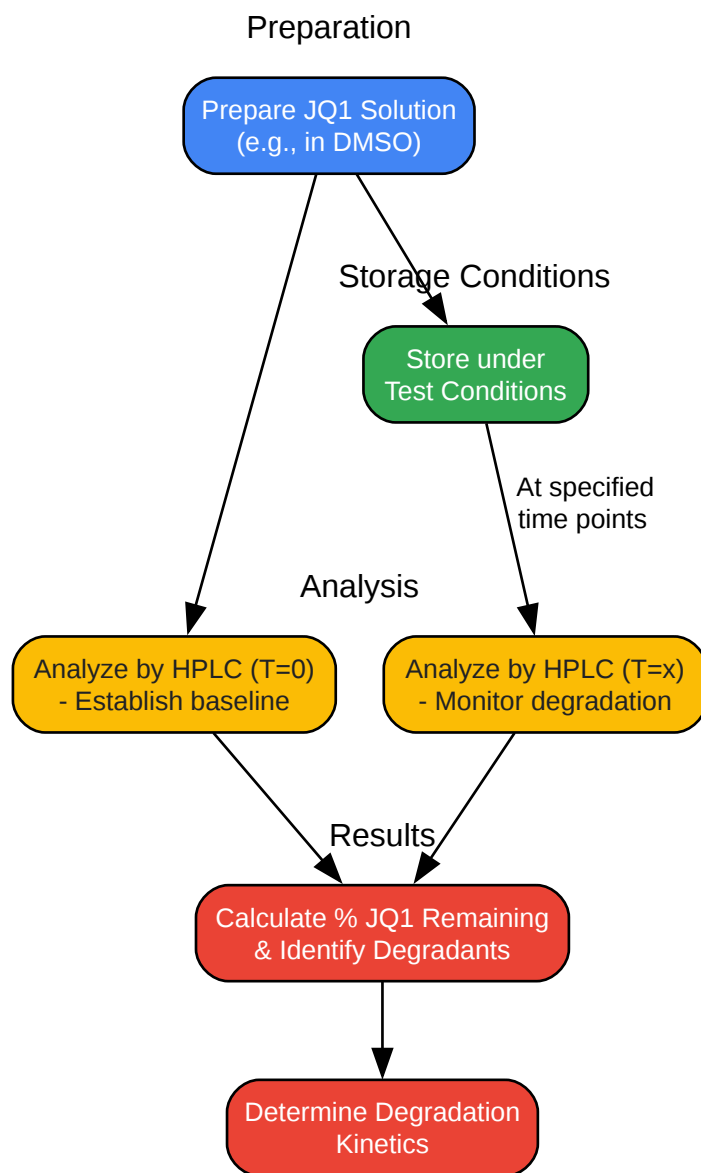 Preparation
Prepare JQ1 Solution
(e.g., in DMSO)
Storage Conditions
Store under
Test Conditions
At specified
time points
Analysis
Analyze by HPLC (T=0)
- Establish baseline
Analyze by HPLC (T=x)
- Monitor degradation
Results
Calculate % JQ1 Remaining
& Identify Degradants
Determine Degradation
Kinetics